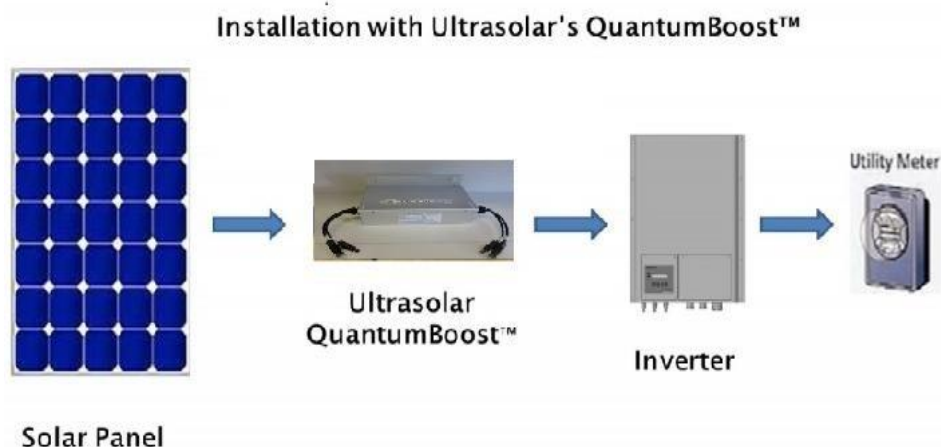 Installation with Ultrasolar's QuantumBoost™
Utility Meter
Ultrasolar
QuantumBoost™
Inverter
Solar Panel